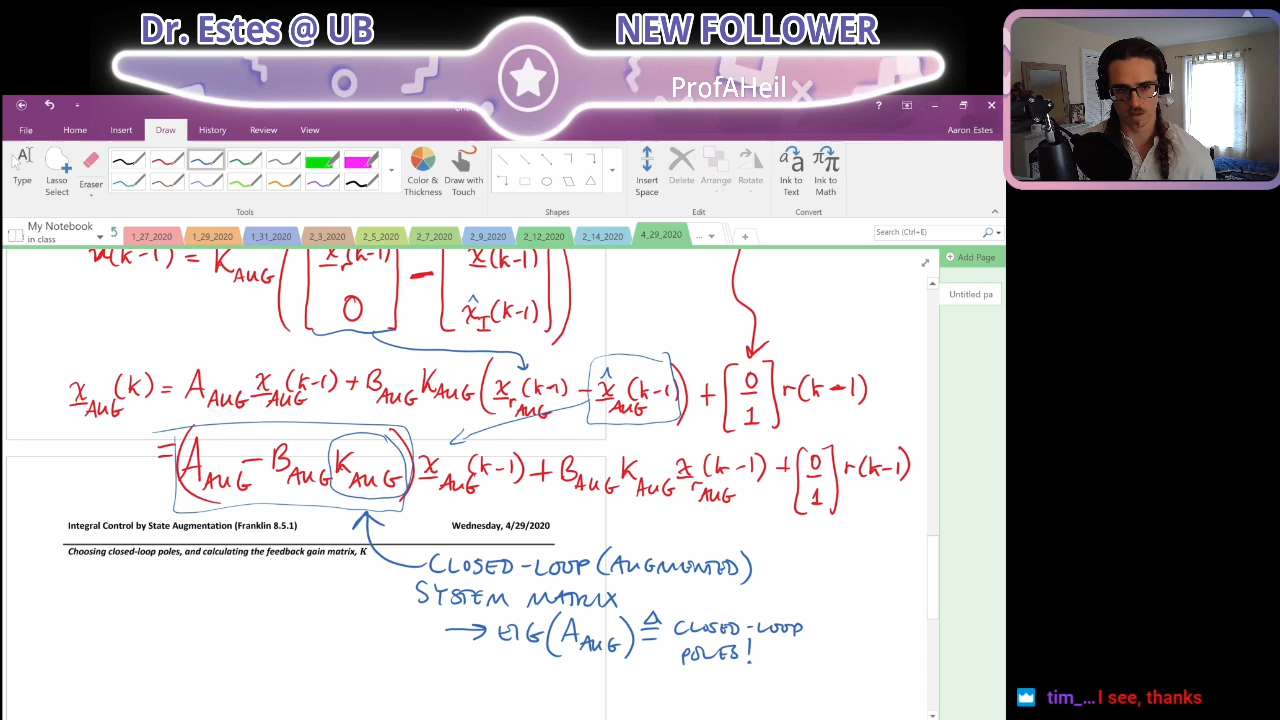 Dr. Estes @ UB
NEW FOLLOWER
ProfAHeil
File Home Insert Draw History Review View
Aaron Estes
Type
Lasso Select
Eraser
Color & Thickness
Draw with Touch
Insert Space
Delete
Arrange
Rotate
Ink to Text
Ink to Math
Tools
Shapes
Edit
Convert
My Notebook
in class
1_27_2020 1_29_2020 1_31_2020 2_3_2020 2_5_2020 2_7_2020 2_9_2020 2_12_2020 2_14_2020 4_29_2020 ...
Search (Ctrl+E)
Add Page
Untitled pa
u(k-1) = K_AUG ( [ x_r(k-1) 0 ] - [ x(k-1) x̂_I(k-1) ] )
x_AUG(k) = A_AUG x_AUG(k-1) + B_AUG K_AUG ( x_rAUG(k-1) - x̂_AUG(k-1) ) + [ 0 1 ] r(k-1)
= ( A_AUG - B_AUG K_AUG ) x_AUG(k-1) + B_AUG K_AUG x_rAUG(k-1) + [ 0 1 ] r(k-1)
Integral Control by State Augmentation (Franklin 8.5.1) Wednesday, 4/29/2020
Choosing closed-loop poles, and calculating the feedback gain matrix, K
CLOSED-LOOP (AUGMENTED)
SYSTEM MATRIX
→ EIG(A_AUG) ≜ CLOSED-LOOP
POLES!
tim_... I see, thanks